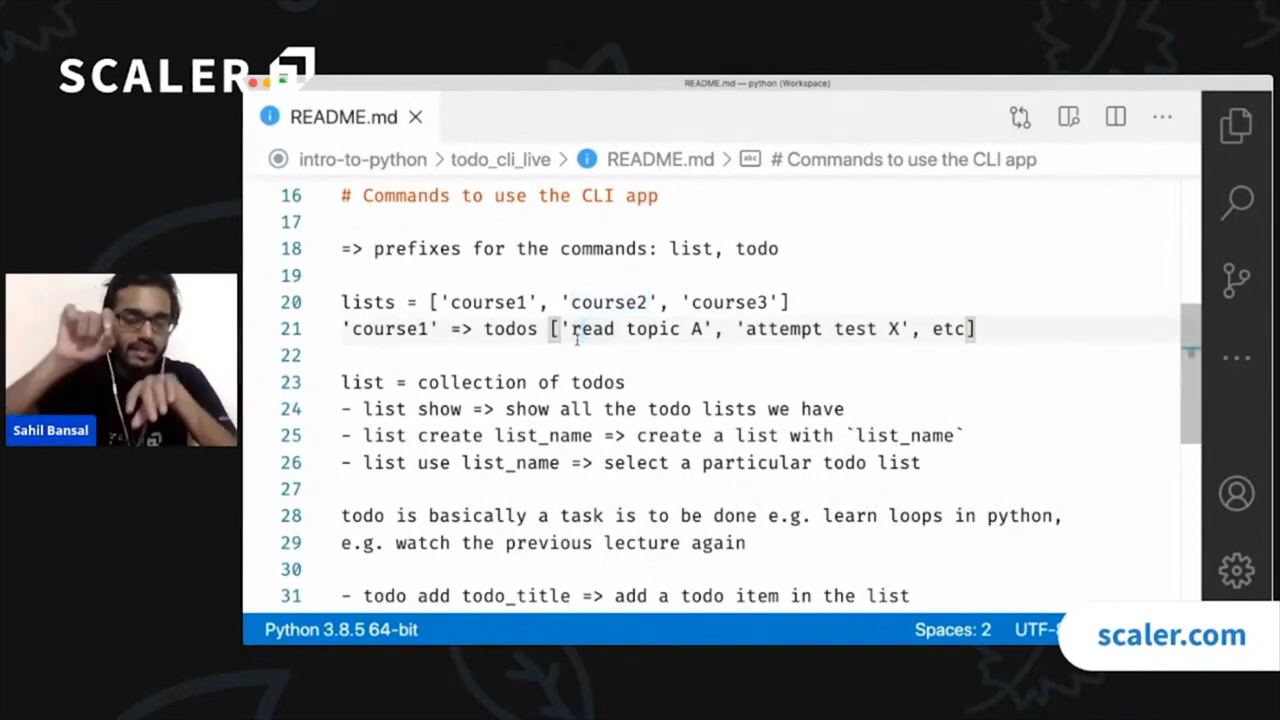 SCALER
README.md — python (Workspace)
README.md
intro-to-python > todo_cli_live > README.md > # Commands to use the CLI app
16 # Commands to use the CLI app
17
18 => prefixes for the commands: list, todo
19
20 lists = ['course1', 'course2', 'course3']
21 'course1' => todos ['read topic A', 'attempt test X', etc]
22
23 list = collection of todos
24 - list show => show all the todo lists we have
25 - list create list_name => create a list with `list_name`
26 - list use list_name => select a particular todo list
27
28 todo is basically a task is to be done e.g. learn loops in python,
29 e.g. watch the previous lecture again
30
31 - todo add todo_title => add a todo item in the list
Sahil Bansal
Python 3.8.5 64-bit
Spaces: 2
UTF-8
scaler.com